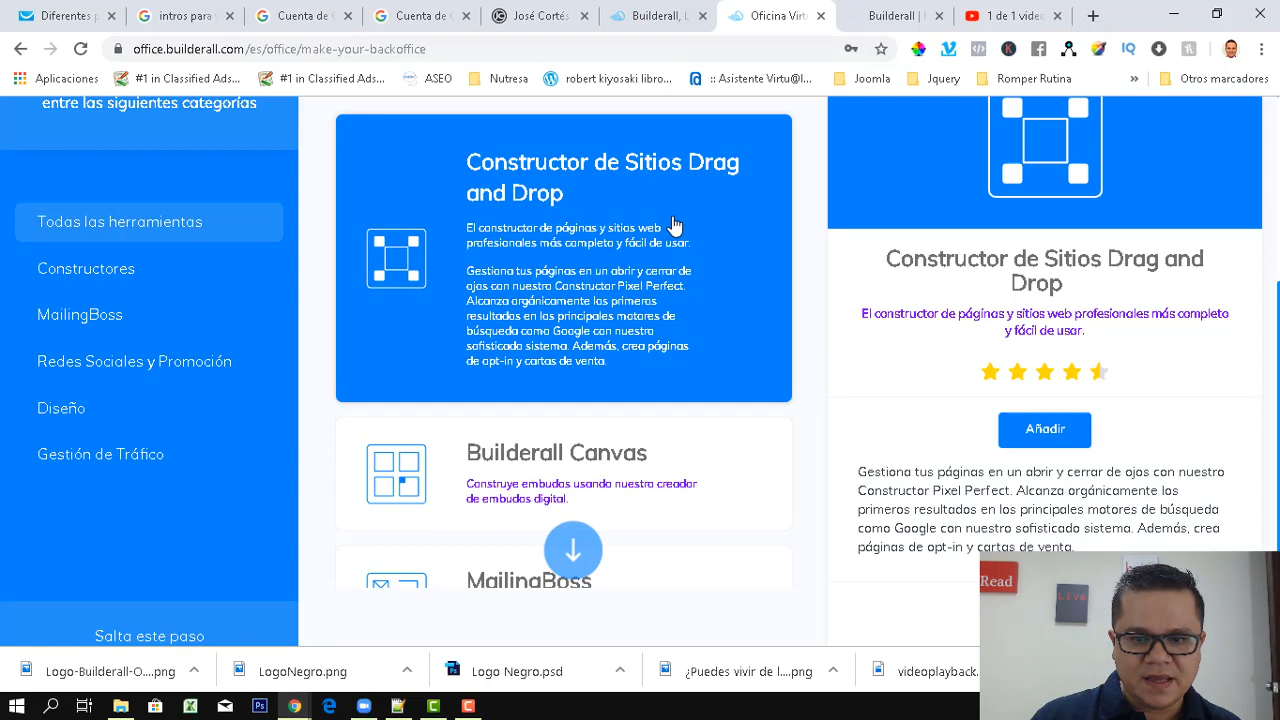 Diferentes p
intros para
Cuenta de C
Cuenta de C
José Cortés
Builderall, L
Oficina Virt
Builderall |
1 de 1 video
office.builderall.com/es/office/make-your-backoffice
Aplicaciones
#1 in Classified Ads...
#1 in Classified Ads...
ASEO
Nutresa
robert kiyosaki libro...
:: Asistente Virtu@l...
Joomla
Jquery
Romper Rutina
»
Otros marcadores
entre las siguientes categorías
Todas las herramientas
Constructores
MailingBoss
Redes Sociales y Promoción
Diseño
Gestión de Tráfico
Salta este paso
Constructor de Sitios Drag
and Drop
El constructor de páginas y sitios web
profesionales más completo y fácil de usar.
Gestiona tus páginas en un abrir y cerrar de
ojos con nuestra Constructor Pixel Perfect.
Alcanza orgánicamente los primeros
resultados en los principales motores de
búsqueda como Google con nuestro
sofisticado sistema. Además, crea páginas
de opt-in y cartas de venta.
Builderall Canvas
Construye embudos usando nuestra creador
de embudos digital.
MailingBoss
Constructor de Sitios Drag and
Drop
El constructor de páginas y sitios web profesionales más completo
y fácil de usar.
Añadir
Gestiona tus páginas en un abrir y cerrar de ojos con nuestro
Constructor Pixel Perfect. Alcanza orgánicamente los
primeros resultados en los principales motores de búsqueda
como Google con nuestro sofisticado sistema. Además, crea
páginas de opt-in y cartas de venta.
Read
Live
Logo-Builderall-O....png
LogoNegro.png
Logo Negro.psd
¿Puedes vivir de l....png
videoplayback.